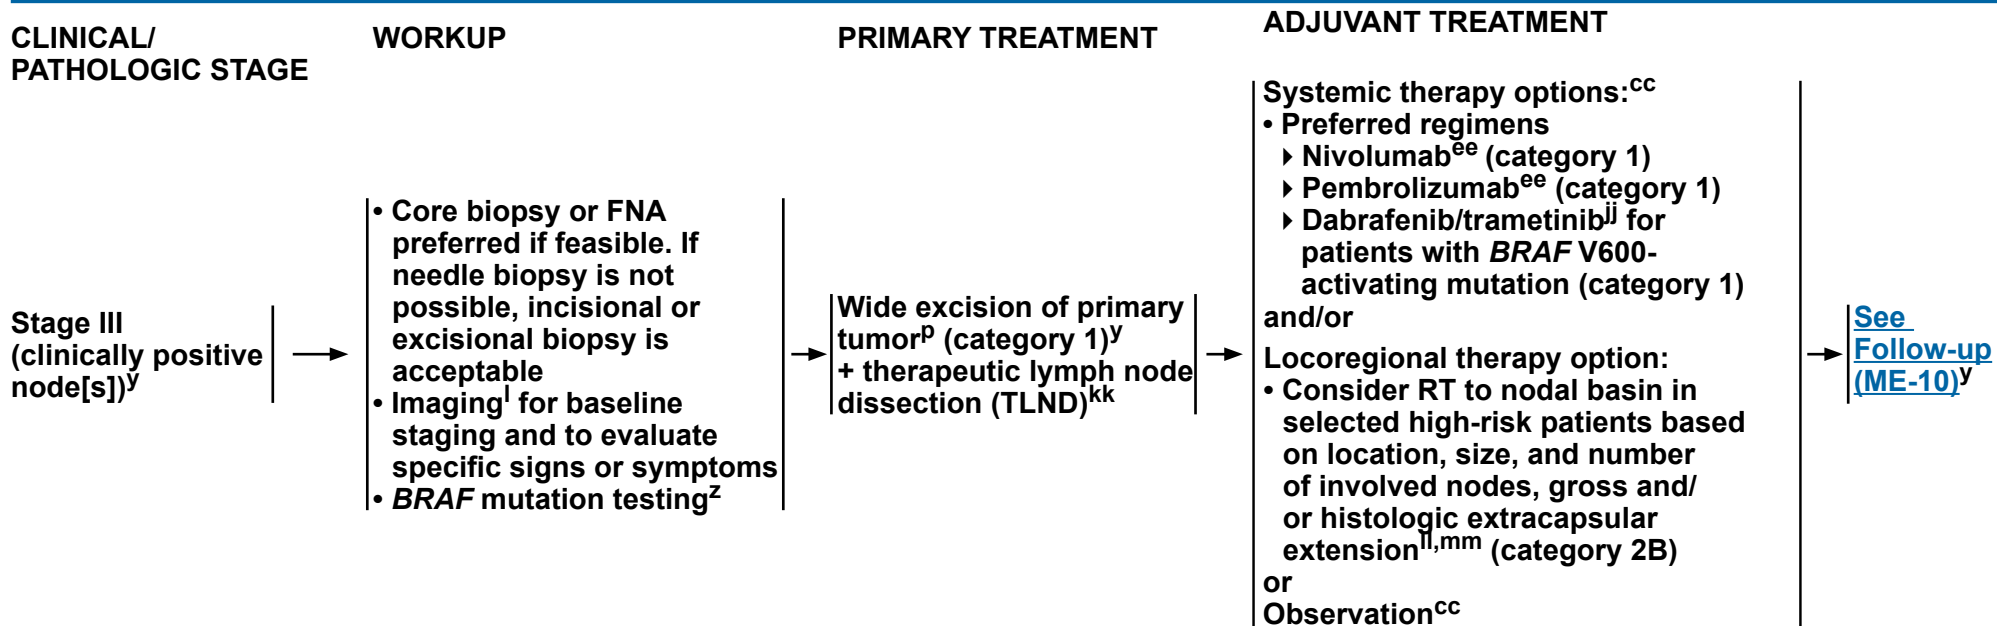 CLINICAL/
PATHOLOGIC STAGE
WORKUP
PRIMARY TREATMENT
ADJUVANT TREATMENT
Stage III
(clinically positive
node[s])y
• Core biopsy or FNA
preferred if feasible. If
needle biopsy is not
possible, incisional or
excisional biopsy is
acceptable
• Imagingl for baseline
staging and to evaluate
specific signs or symptoms
• BRAF mutation testingz
Wide excision of primary
tumorp (category 1)y
+ therapeutic lymph node
dissection (TLND)kk
Systemic therapy options:cc
• Preferred regimens
Nivolumabee (category 1)
Pembrolizumabee (category 1)
Dabrafenib/trametinibjj for
patients with BRAF V600-
activating mutation (category 1)
and/or
Locoregional therapy option:
• Consider RT to nodal basin in
selected high-risk patients based
on location, size, and number
of involved nodes, gross and/
or histologic extracapsular
extensionll,mm (category 2B)
or
Observationcc
See
Follow-up
(ME-10)y